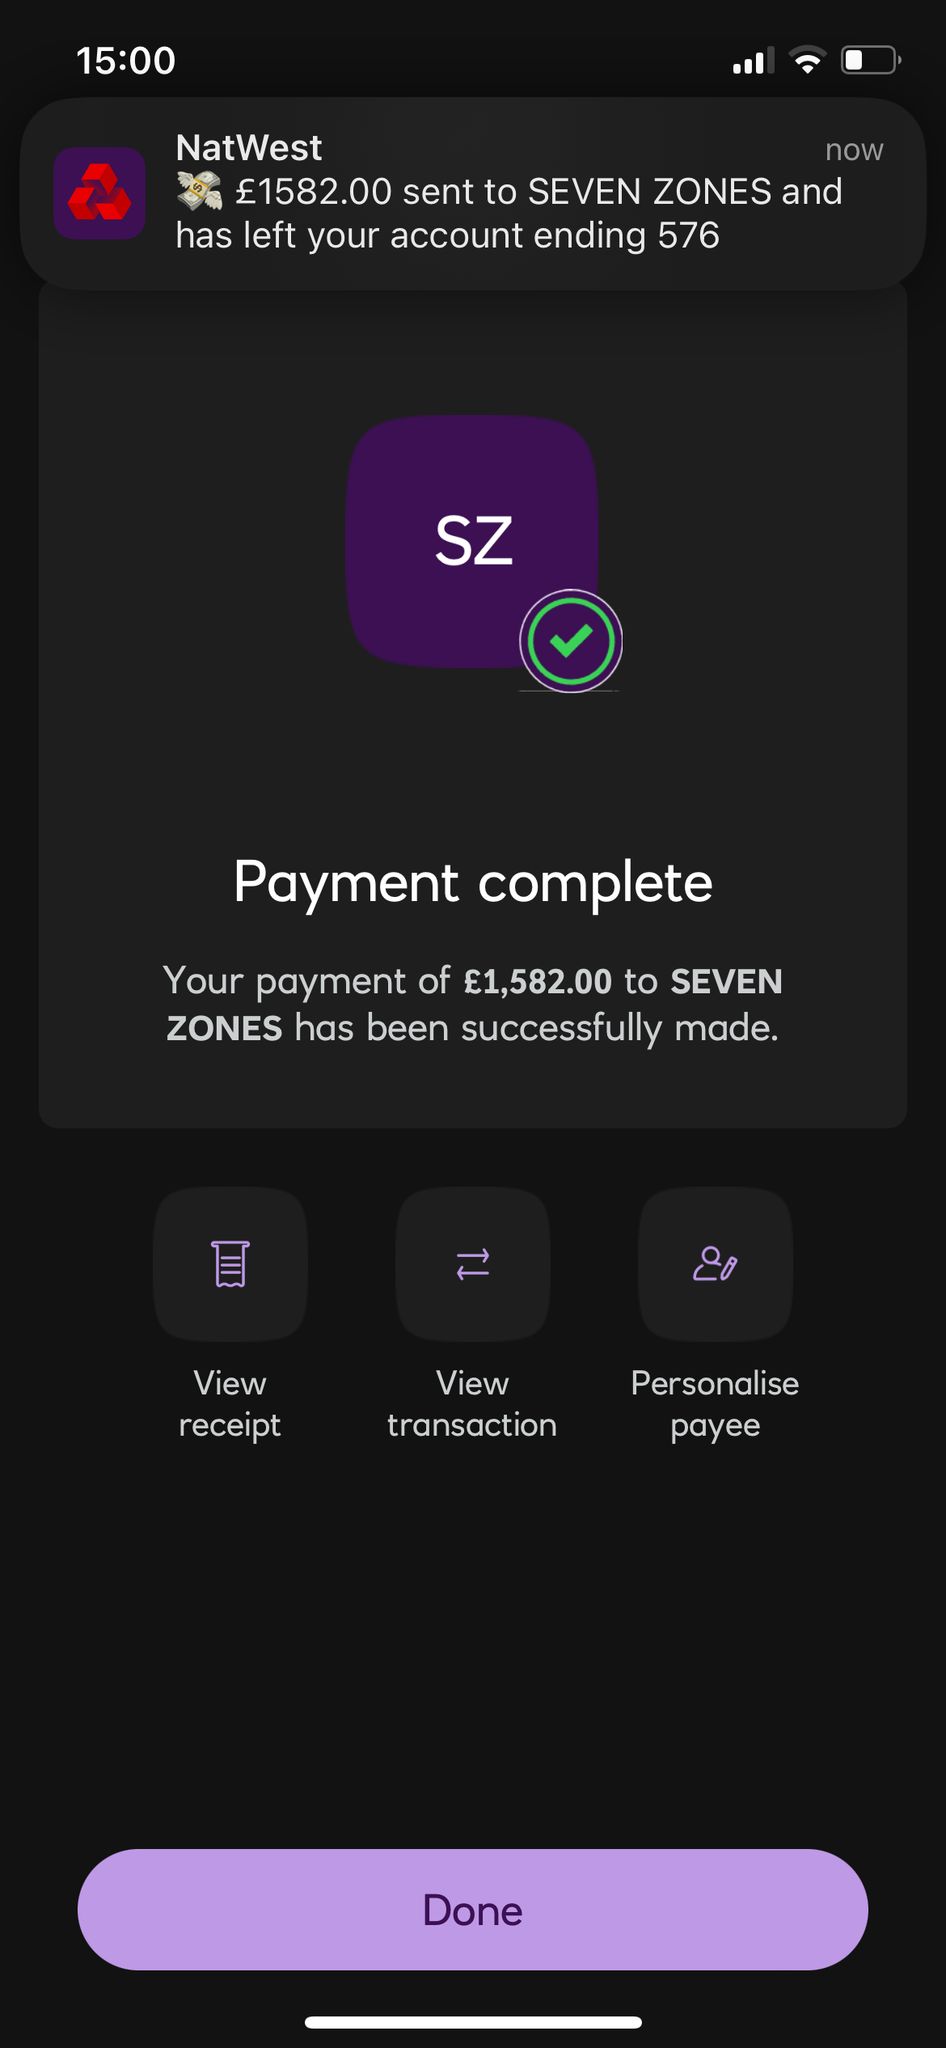 15:00
NatWest
now
💸 £1582.00 sent to SEVEN ZONES and
has left your account ending 576
SZ
Payment complete
Your payment of £1,582.00 to SEVEN
ZONES has been successfully made.
View
receipt
View
transaction
Personalise
payee
Done